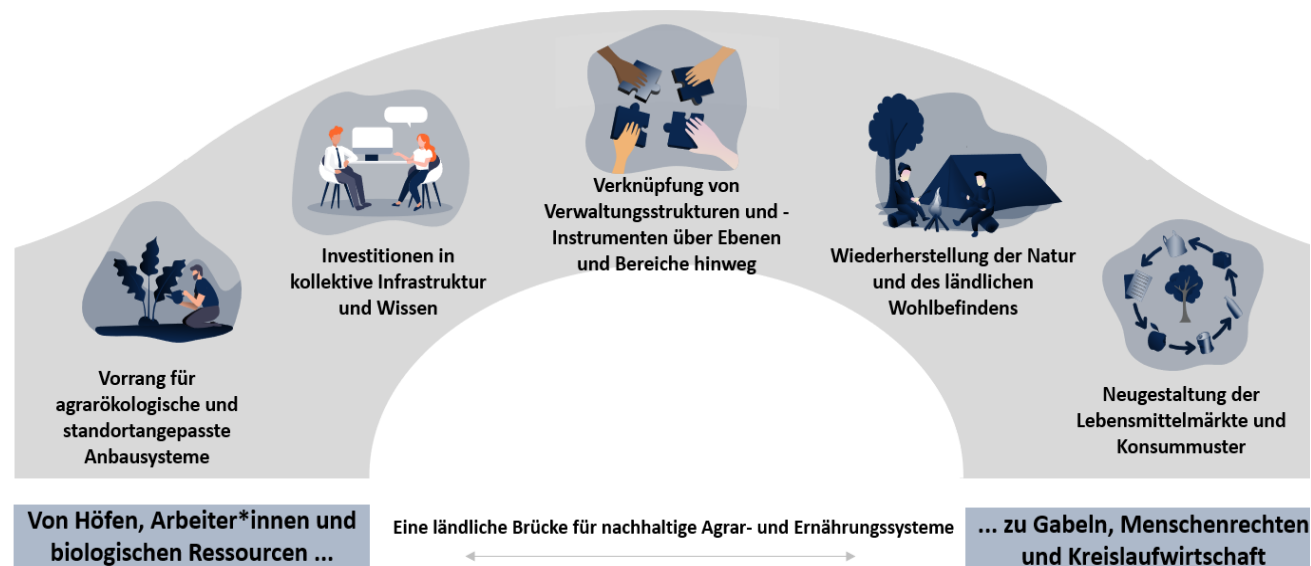 Verknüpfung von
Verwaltungsstrukturen und -
Instrumenten über Ebenen
und Bereiche hinweg
Investitionen in
kollektive Infrastruktur
und Wissen
Wiederherstellung der Natur
und des ländlichen
Wohlbefindens
Vorrang für
agrarökologische und
standortangepasste
Anbausysteme
Neugestaltung der
Lebensmittelmärkte und
Konsummuster
Von Höfen, Arbeiter*innen und
biologischen Ressourcen ...
Eine ländliche Brücke für nachhaltige Agrar- und Ernährungssysteme
... zu Gabeln, Menschenrechten
und Kreislaufwirtschaft